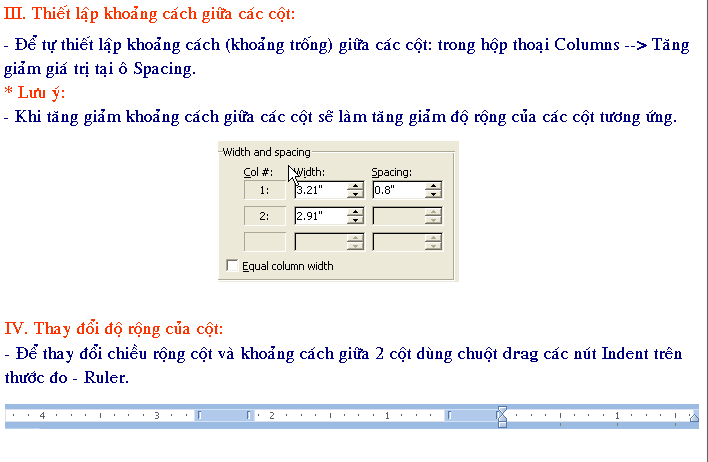 III. Thiết lập khoảng cách giữa các cột:
- Để tự thiết lập khoảng cách (khoảng trống) giữa các cột: trong hộp thoại Columns --> Tăng
giảm giá trị tại ô Spacing.
* Lưu ý:
- Khi tăng giảm khoảng cách giữa các cột sẽ làm tăng giảm độ rộng của các cột tương ứng.
Width and spacing
Col #: Width: Spacing:
1: 3.21" 0.8"
2: 2.91"
Equal column width
IV. Thay đổi độ rộng của cột:
- Để thay đổi chiều rộng cột và khoảng cách giữa 2 cột dùng chuột drag các nút Indent trên
thước đo - Ruler.
4 3 2 1 1